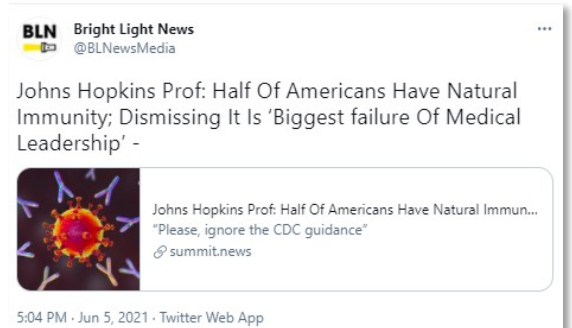 BLN
Bright Light News
@BLNewsMedia
Johns Hopkins Prof: Half Of Americans Have Natural
Immunity; Dismissing It Is ‘Biggest failure Of Medical
Leadership’ -
Johns Hopkins Prof: Half Of Americans Have Natural Immun...
“Please, ignore the CDC guidance”
summit.news
5:04 PM · Jun 5, 2021 · Twitter Web App